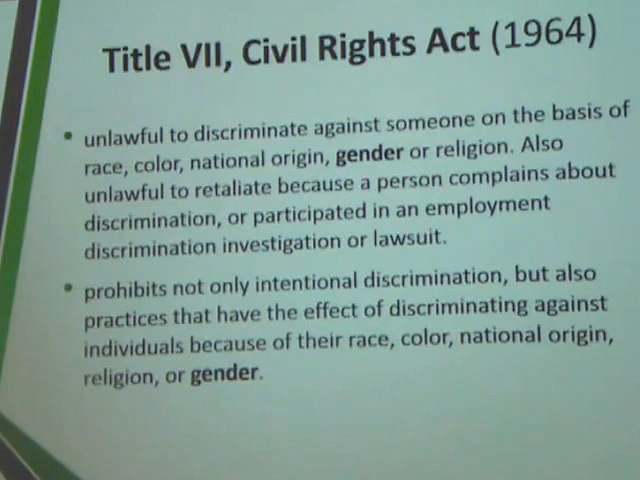 Title VII, Civil Rights Act (1964)
• unlawful to discriminate against someone on the basis of
race, color, national origin, gender or religion. Also
unlawful to retaliate because a person complains about
discrimination, or participated in an employment
discrimination investigation or lawsuit.
• prohibits not only intentional discrimination, but also
practices that have the effect of discriminating against
individuals because of their race, color, national origin,
religion, or gender.